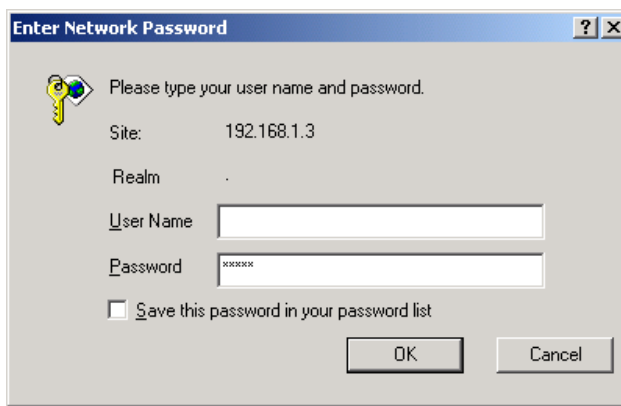 Enter Network Password
Please type your user name and password.
Site: 192.168.1.3
Realm .
User Name
Password *****
Save this password in your password list
OK Cancel